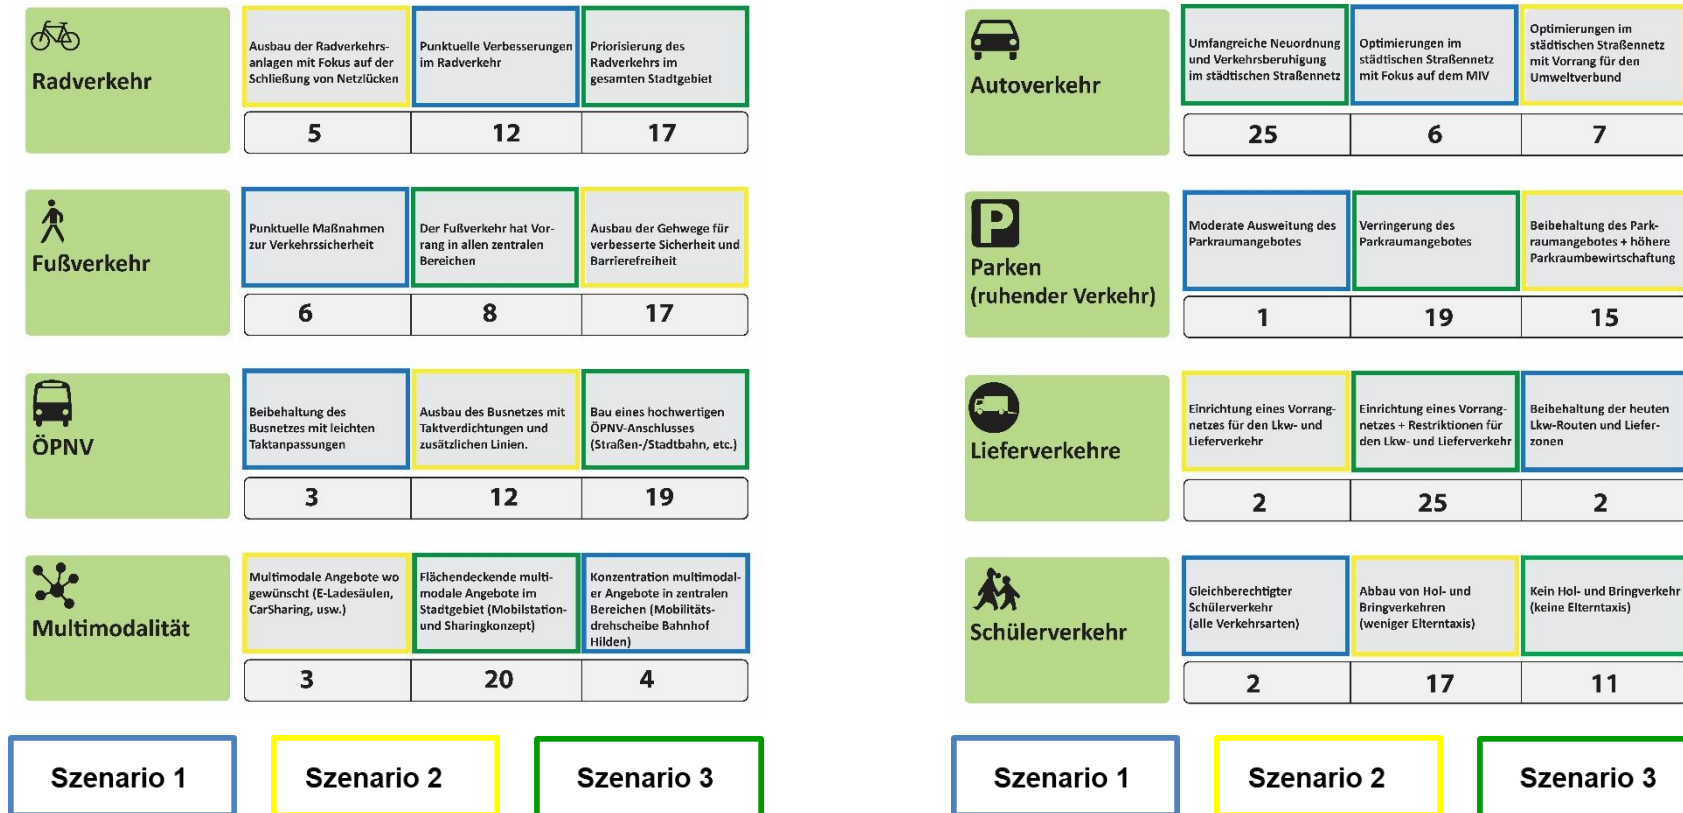 Radverkehr
Ausbau der Radverkehrs-
anlagen mit Fokus auf der
Schließung von Netzlücken
Punktuelle Verbesserungen
im Radverkehr
Priorisierung des
Radverkehrs im
gesamten Stadtgebiet
5
12
17
Fußverkehr
Punktuelle Maßnahmen
zur Verkehrssicherheit
Der Fußverkehr hat Vor-
rang in allen zentralen
Bereichen
Ausbau der Gehwege für
verbesserte Sicherheit und
Barrierefreiheit
6
8
17
ÖPNV
Beibehaltung des
Busnetzes mit leichten
Taktanpassungen
Ausbau des Busnetzes mit
Taktverdichtungen und
zusätzlichen Linien.
Bau eines hochwertigen
ÖPNV-Anschlusses
(Straßen-/Stadtbahn, etc.)
3
12
19
Multimodalität
Multimodale Angebote wo
gewünscht (E-Ladesäulen,
CarSharing, usw.)
Flächendeckende multi-
modale Angebote im
Stadtgebiet (Mobilstation-
und Sharingkonzept)
Konzentration multimodal-
er Angebote in zentralen
Bereichen (Mobilitäts-
drehscheibe Bahnhof
Hilden)
3
20
4
Szenario 1
Szenario 2
Szenario 3
Autoverkehr
Umfangreiche Neuordnung
und Verkehrsberuhigung
im städtischen Straßennetz
Optimierungen im
städtischen Straßennetz
mit Fokus auf dem MIV
Optimierungen im
städtischen Straßennetz
mit Vorrang für den
Umweltverbund
25
6
7
P
Parken
(ruhender Verkehr)
Moderate Ausweitung des
Parkraumangebotes
Verringerung des
Parkraumangebotes
Beibehaltung des Park-
raumangebotes + höhere
Parkraumbewirtschaftung
1
19
15
Lieferverkehre
Einrichtung eines Vorrang-
netzes für den Lkw- und
Lieferverkehr
Einrichtung eines Vorrang-
netzes + Restriktionen für
den Lkw- und Lieferverkehr
Beibehaltung der heuten
Lkw-Routen und Liefer-
zonen
2
25
2
Schülerverkehr
Gleichberechtigter
Schülerverkehr
(alle Verkehrsarten)
Abbau von Hol- und
Bringverkehren
(weniger Elterntaxis)
Kein Hol- und Bringverkehr
(keine Elterntaxis)
2
17
11
Szenario 1
Szenario 2
Szenario 3